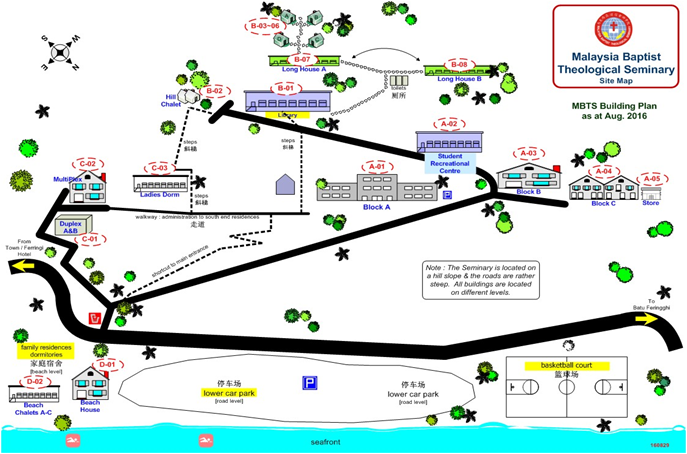 Malaysia Baptist
Theological Seminary
Site Map
MBTS Building Plan
as at Aug. 2016
S
W
E
N
B-03~06
B-07
Long House A
B-08
Long House B
toilets
厕所
B-02
Hill
Chalet
B-01
Library
steps
斜梯
steps
斜梯
A-02
Student
Recreational
Centre
A-03
Block B
A-04
Block C
A-05
Store
C-02
MultiPlex
C-03
Ladies Dorm
steps
斜梯
A-01
Block A
walkway : administration to south end residences
走道
Duplex
A&B
C-01
shortcut to main entrance
From
Town / Ferringi
Hotel
Note : The Seminary is located on
a hill slope & the roads are rather
steep. All buildings are located
on different levels.
To
Batu Feringghi
family residences
dormitories
家庭宿舍
[beach level]
D-01
Beach
House
D-02
Beach
Chalets A-C
停车场
lower car park
[road level]
P
停车场
lower car park
[road level]
basketball court
篮球场
seafront
160829